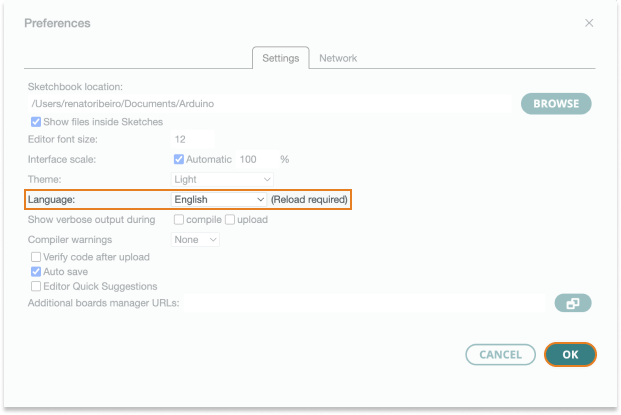 Preferences
Settings Network
Sketchbook location:
/Users/renatoribeiro/Documents/Arduino BROWSE
Show files inside Sketches
Editor font size: 12
Interface scale: Automatic 100 %
Theme: Light
Language: English (Reload required)
Show verbose output during compile upload
Compiler warnings None
Verify code after upload
Auto save
Editor Quick Suggestions
Additional boards manager URLs:
CANCEL OK